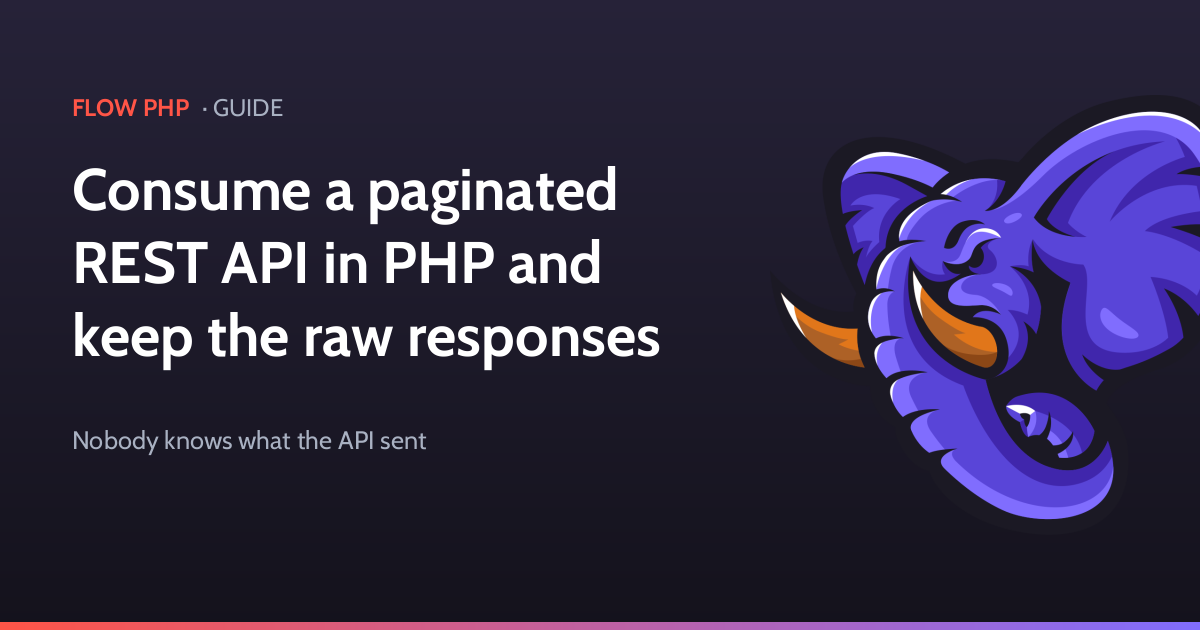 FLOW PHP · GUIDE
Consume a paginated
REST API in PHP and
keep the raw responses
Nobody knows what the API sent